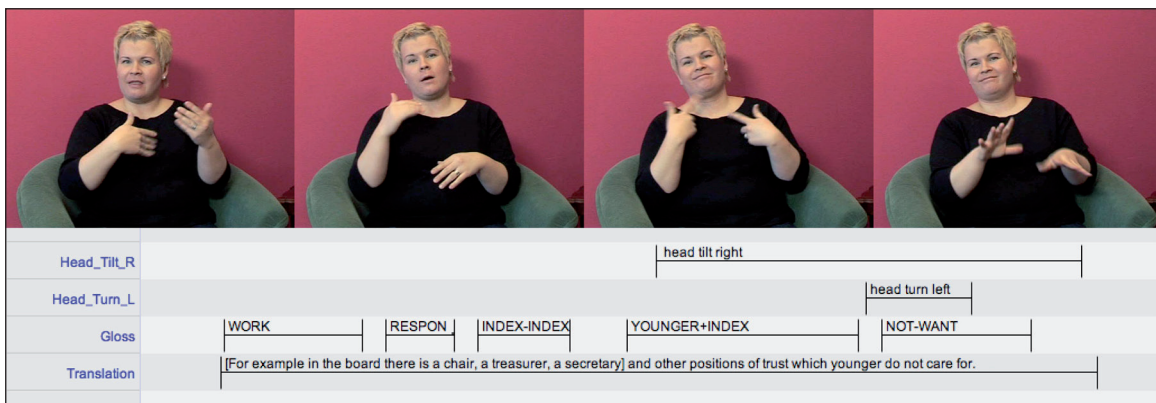 Head_Tilt_R head tilt right
Head_Turn_L head turn left
Gloss WORK RESPON. INDEX-INDEX YOUNGER+INDEX NOT-WANT
Translation [For example in the board there is a chair, a treasurer, a secretary] and other positions of trust which younger do not care for.